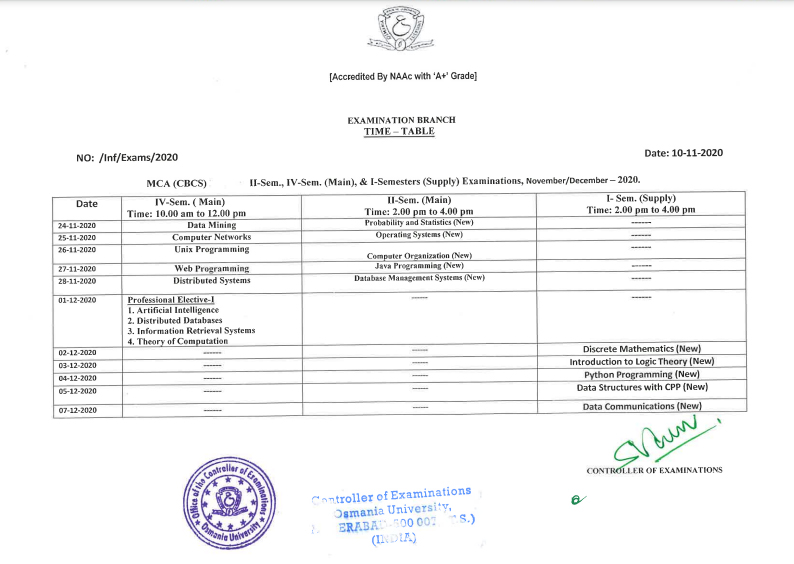 [Accredited By NAAc with 'A+' Grade]
EXAMINATION BRANCH
TIME – TABLE
NO: /Inf/Exams/2020
Date: 10-11-2020
MCA (CBCS) II-Sem., IV-Sem. (Main), & I-Semesters (Supply) Examinations, November/December – 2020.
Date
IV-Sem. ( Main)
Time: 10.00 am to 12.00 pm
II-Sem. (Main)
Time: 2.00 pm to 4.00 pm
I- Sem. (Supply)
Time: 2.00 pm to 4.00 pm
24-11-2020 Data Mining Probability and Statistics (New) ------
25-11-2020 Computer Networks Operating Systems (New) ------
26-11-2020 Unix Programming Computer Organization (New) ------
27-11-2020 Web Programming Java Programming (New) ------
28-11-2020 Distributed Systems Database Management Systems (New) ------
01-12-2020 Professional Elective-I ------ ------
1. Artificial Intelligence
2. Distributed Databases
3. Information Retrieval Systems
4. Theory of Computation
02-12-2020 ------ ------ Discrete Mathematics (New)
03-12-2020 ------ ------ Introduction to Logic Theory (New)
04-12-2020 ------ ------ Python Programming (New)
05-12-2020 ------ ------ Data Structures with CPP (New)
07-12-2020 ------ ------ Data Communications (New)
CONTROLLER OF EXAMINATIONS
Office of the Controller of Examinations
Osmania University
Controller of Examinations
Osmania University,
(INDIA)